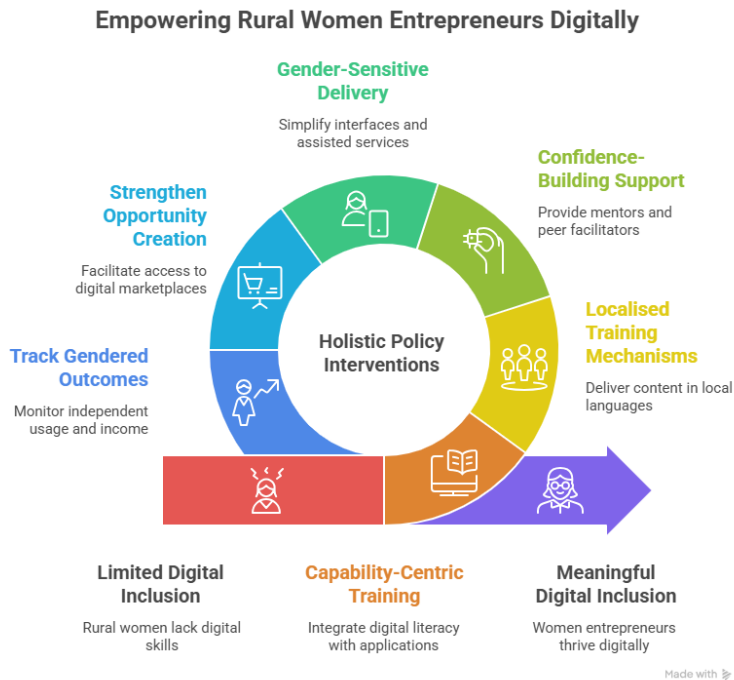 Empowering Rural Women Entrepreneurs Digitally
Gender-Sensitive
Delivery
Simplify interfaces and
assisted services
Confidence-
Building Support
Provide mentors and
peer facilitators
Strengthen
Opportunity
Creation
Facilitate access to
digital marketplaces
Localised
Training
Mechanisms
Deliver content in local
languages
Holistic Policy
Interventions
Track Gendered
Outcomes
Monitor independent
usage and income
Limited Digital
Inclusion
Rural women lack digital
skills
Capability-Centric
Training
Integrate digital literacy
with applications
Meaningful
Digital Inclusion
Women entrepreneurs
thrive digitally
Made with